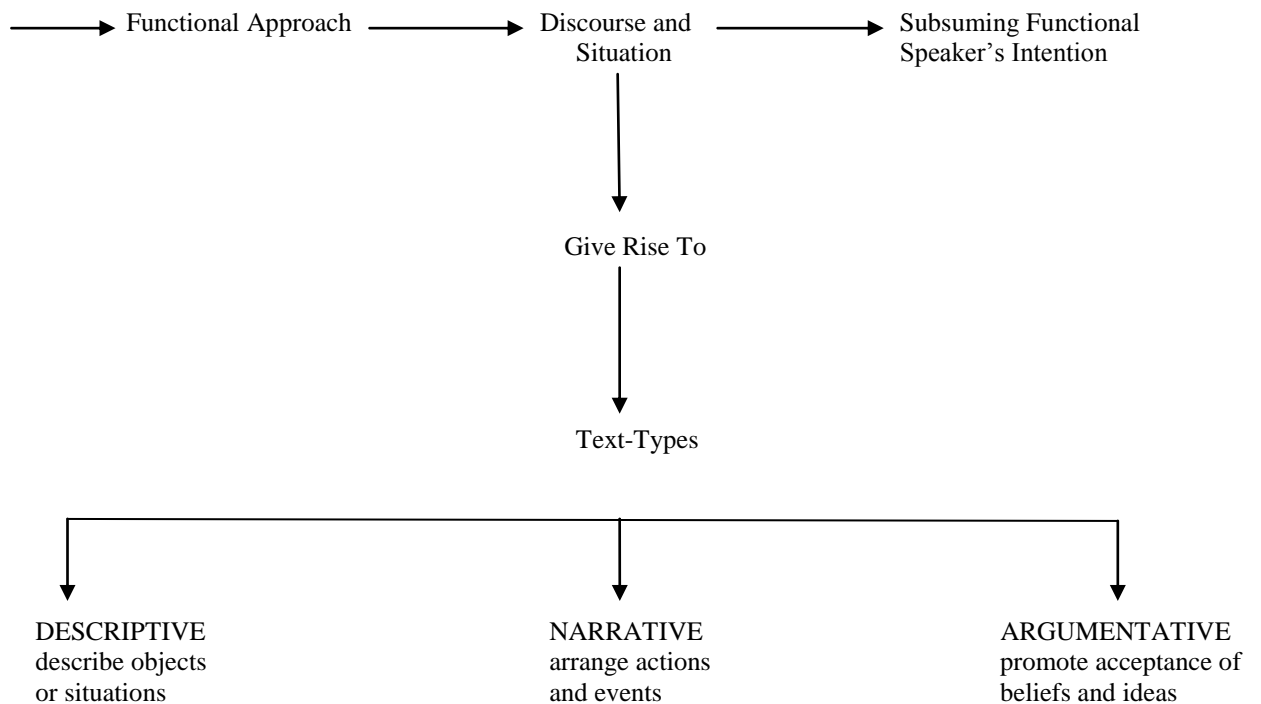 Functional Approach
Discourse and
Situation
Subsuming Functional
Speaker's Intention
Give Rise To
Text-Types
DESCRIPTIVE
describe objects
or situations
NARRATIVE
arrange actions
and events
ARGUMENTATIVE
promote acceptance of
beliefs and ideas